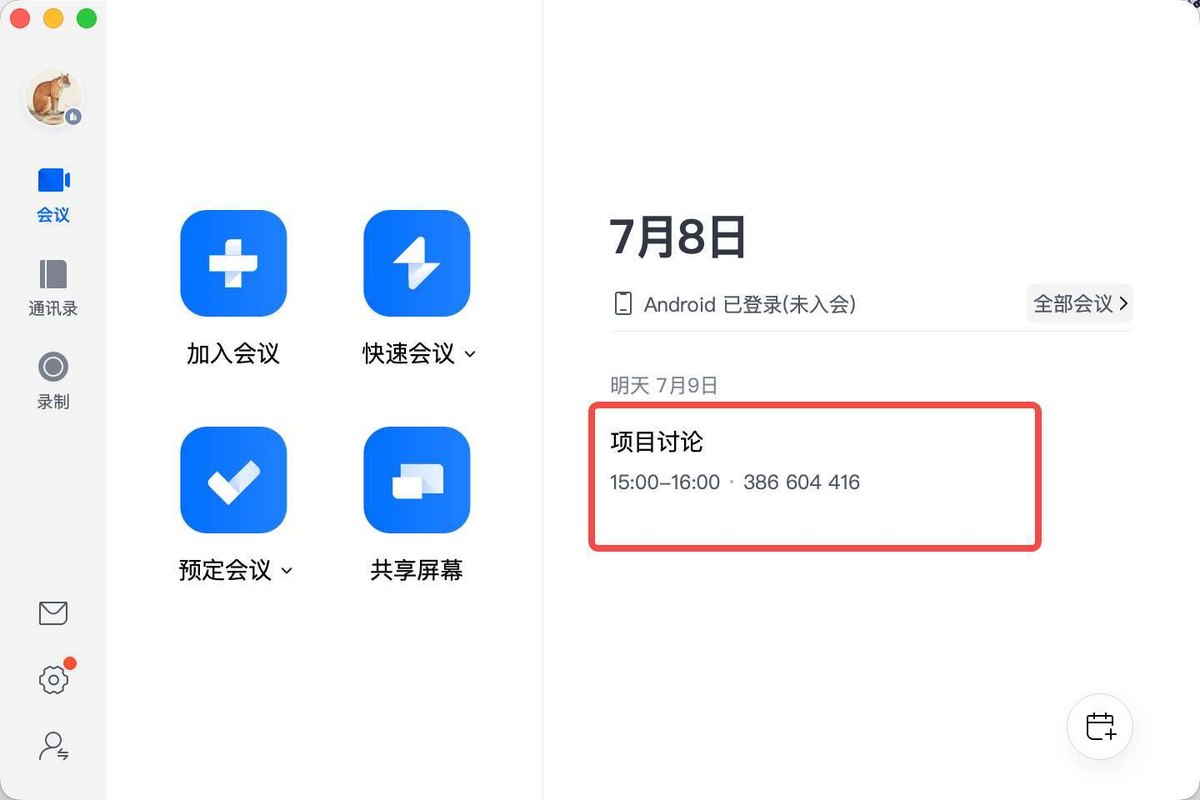 会议
通讯录
录制
加入会议
快速会议
预定会议
共享屏幕
7月8日
Android 已登录(未入会)
全部会议
明天 7月9日
项目讨论
15:00–16:00 · 386 604 416